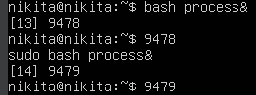 nikita@nikita:~$ bash process&
[13] 9478
nikita@nikita:~$ 9478
sudo bash process&
[14] 9479
nikita@nikita:~$ 9479